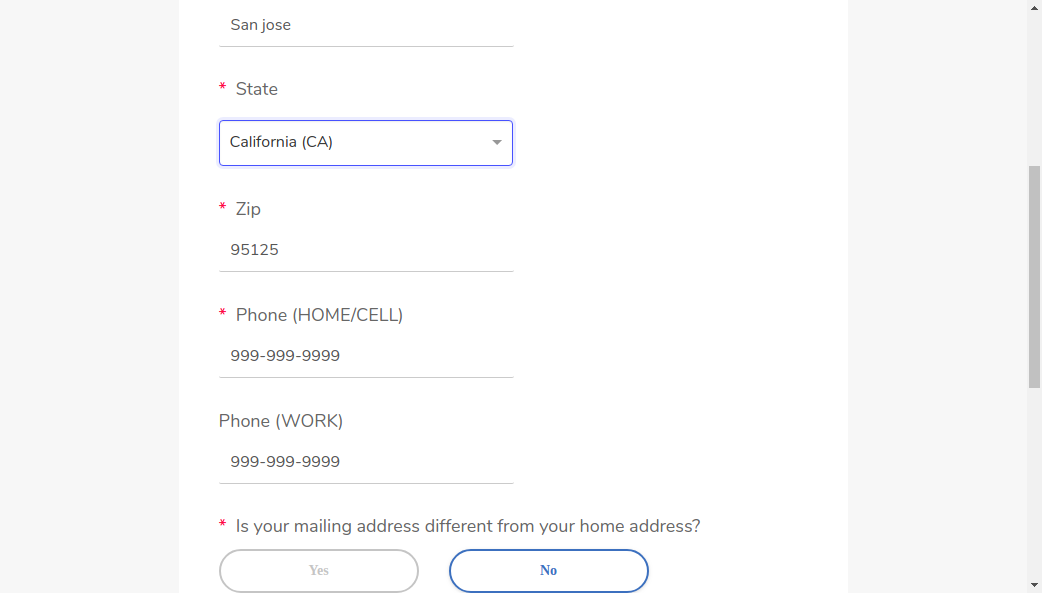 San jose
* State
California (CA)
* Zip
95125
* Phone (HOME/CELL)
999-999-9999
Phone (WORK)
999-999-9999
* Is your mailing address different from your home address?
Yes No